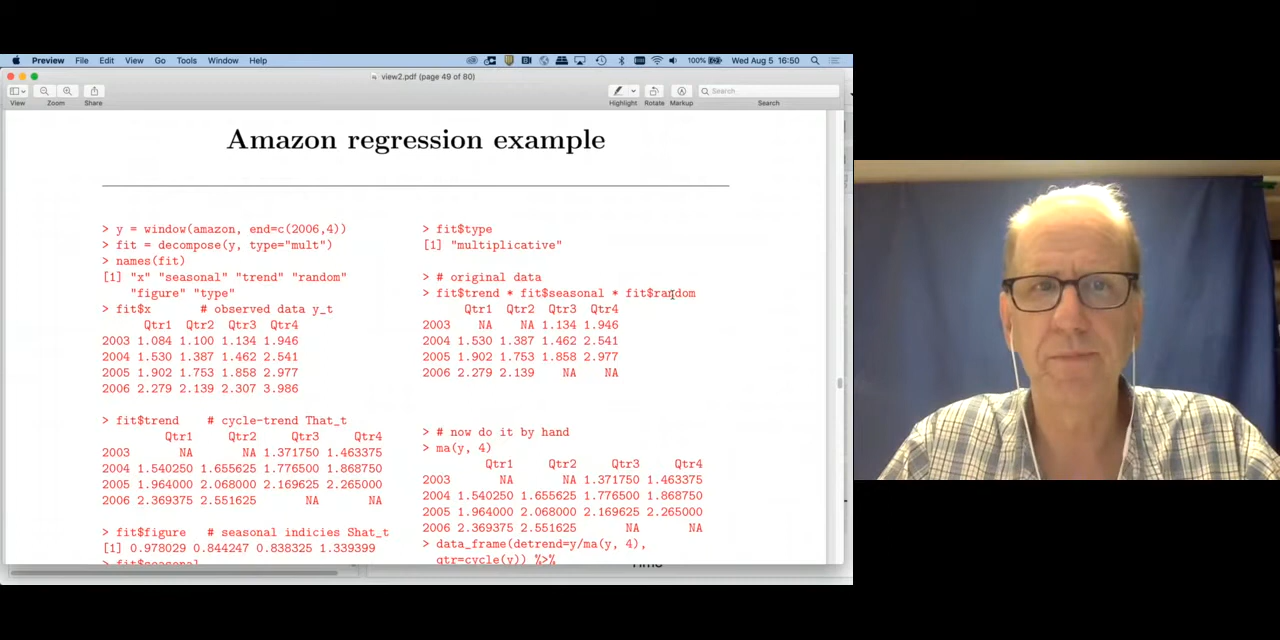 Preview File Edit View Go Tools Window Help 100% Wed Aug 5 16:50
view2.pdf (page 49 of 80)
Search
View Zoom Share Highlight Rotate Markup Search
Amazon regression example
> y = window(amazon, end=c(2006,4))
> fit = decompose(y, type="mult")
> names(fit)
[1] "x" "seasonal" "trend" "random"
"figure" "type"
> fit$x # observed data y_t
Qtr1 Qtr2 Qtr3 Qtr4
2003 1.084 1.100 1.134 1.946
2004 1.530 1.387 1.462 2.541
2005 1.902 1.753 1.858 2.977
2006 2.279 2.139 2.307 3.986
> fit$trend # cycle-trend That_t
Qtr1 Qtr2 Qtr3 Qtr4
2003 NA NA 1.371750 1.463375
2004 1.540250 1.655625 1.776500 1.868750
2005 1.964000 2.068000 2.169625 2.265000
2006 2.369375 2.551625 NA NA
> fit$figure # seasonal indicies Shat_t
[1] 0.978029 0.844247 0.838325 1.339399
> fit$seasonal
> fit$type
[1] "multiplicative"
> # original data
> fit$trend * fit$seasonal * fit$random
Qtr1 Qtr2 Qtr3 Qtr4
2003 NA NA 1.134 1.946
2004 1.530 1.387 1.462 2.541
2005 1.902 1.753 1.858 2.977
2006 2.279 2.139 NA NA
> # now do it by hand
> ma(y, 4)
Qtr1 Qtr2 Qtr3 Qtr4
2003 NA NA 1.371750 1.463375
2004 1.540250 1.655625 1.776500 1.868750
2005 1.964000 2.068000 2.169625 2.265000
2006 2.369375 2.551625 NA NA
> data_frame(detrend=y/ma(y, 4),
qtr=cycle(y)) %>%
Time